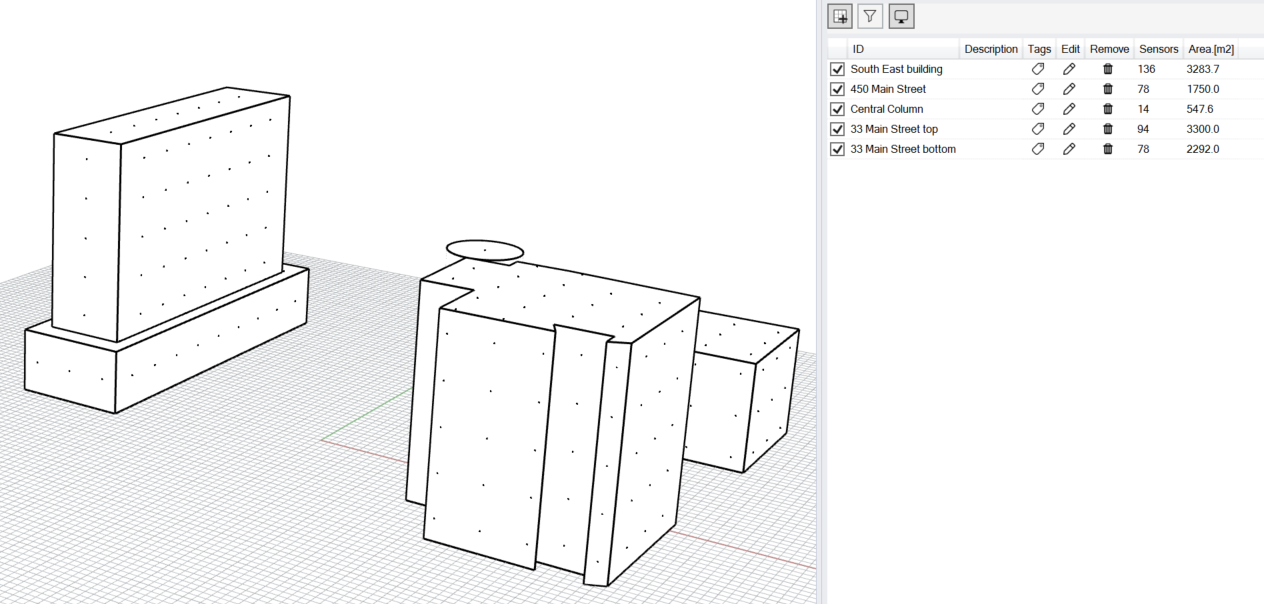 ID Description Tags Edit Remove Sensors Area.[m2]
South East building 136 3283.7
450 Main Street 78 1750.0
Central Column 14 547.6
33 Main Street top 94 3300.0
33 Main Street bottom 78 2292.0